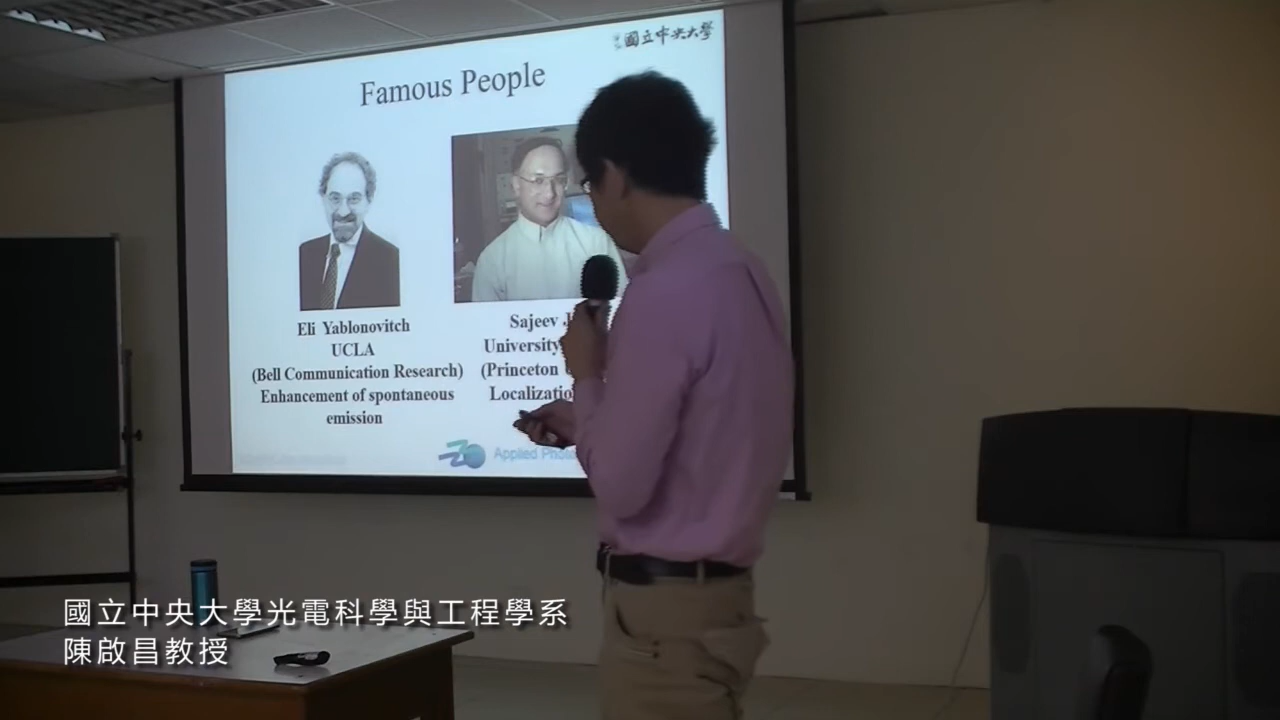 國立中央大學
Famous People
Eli Yablonovitch
UCLA
(Bell Communication Research)
Enhancement of spontaneous
emission
Sajeev
University
(Princeton
Applied
國立中央大學光電科學與工程學系
陳啟昌教授